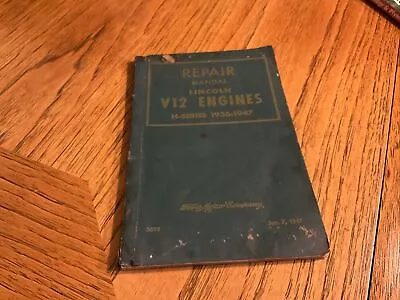 REPAIR
MANUAL
LINCOLN
V12 ENGINES
H-SERIES 1936-1947
Ford Motor Company